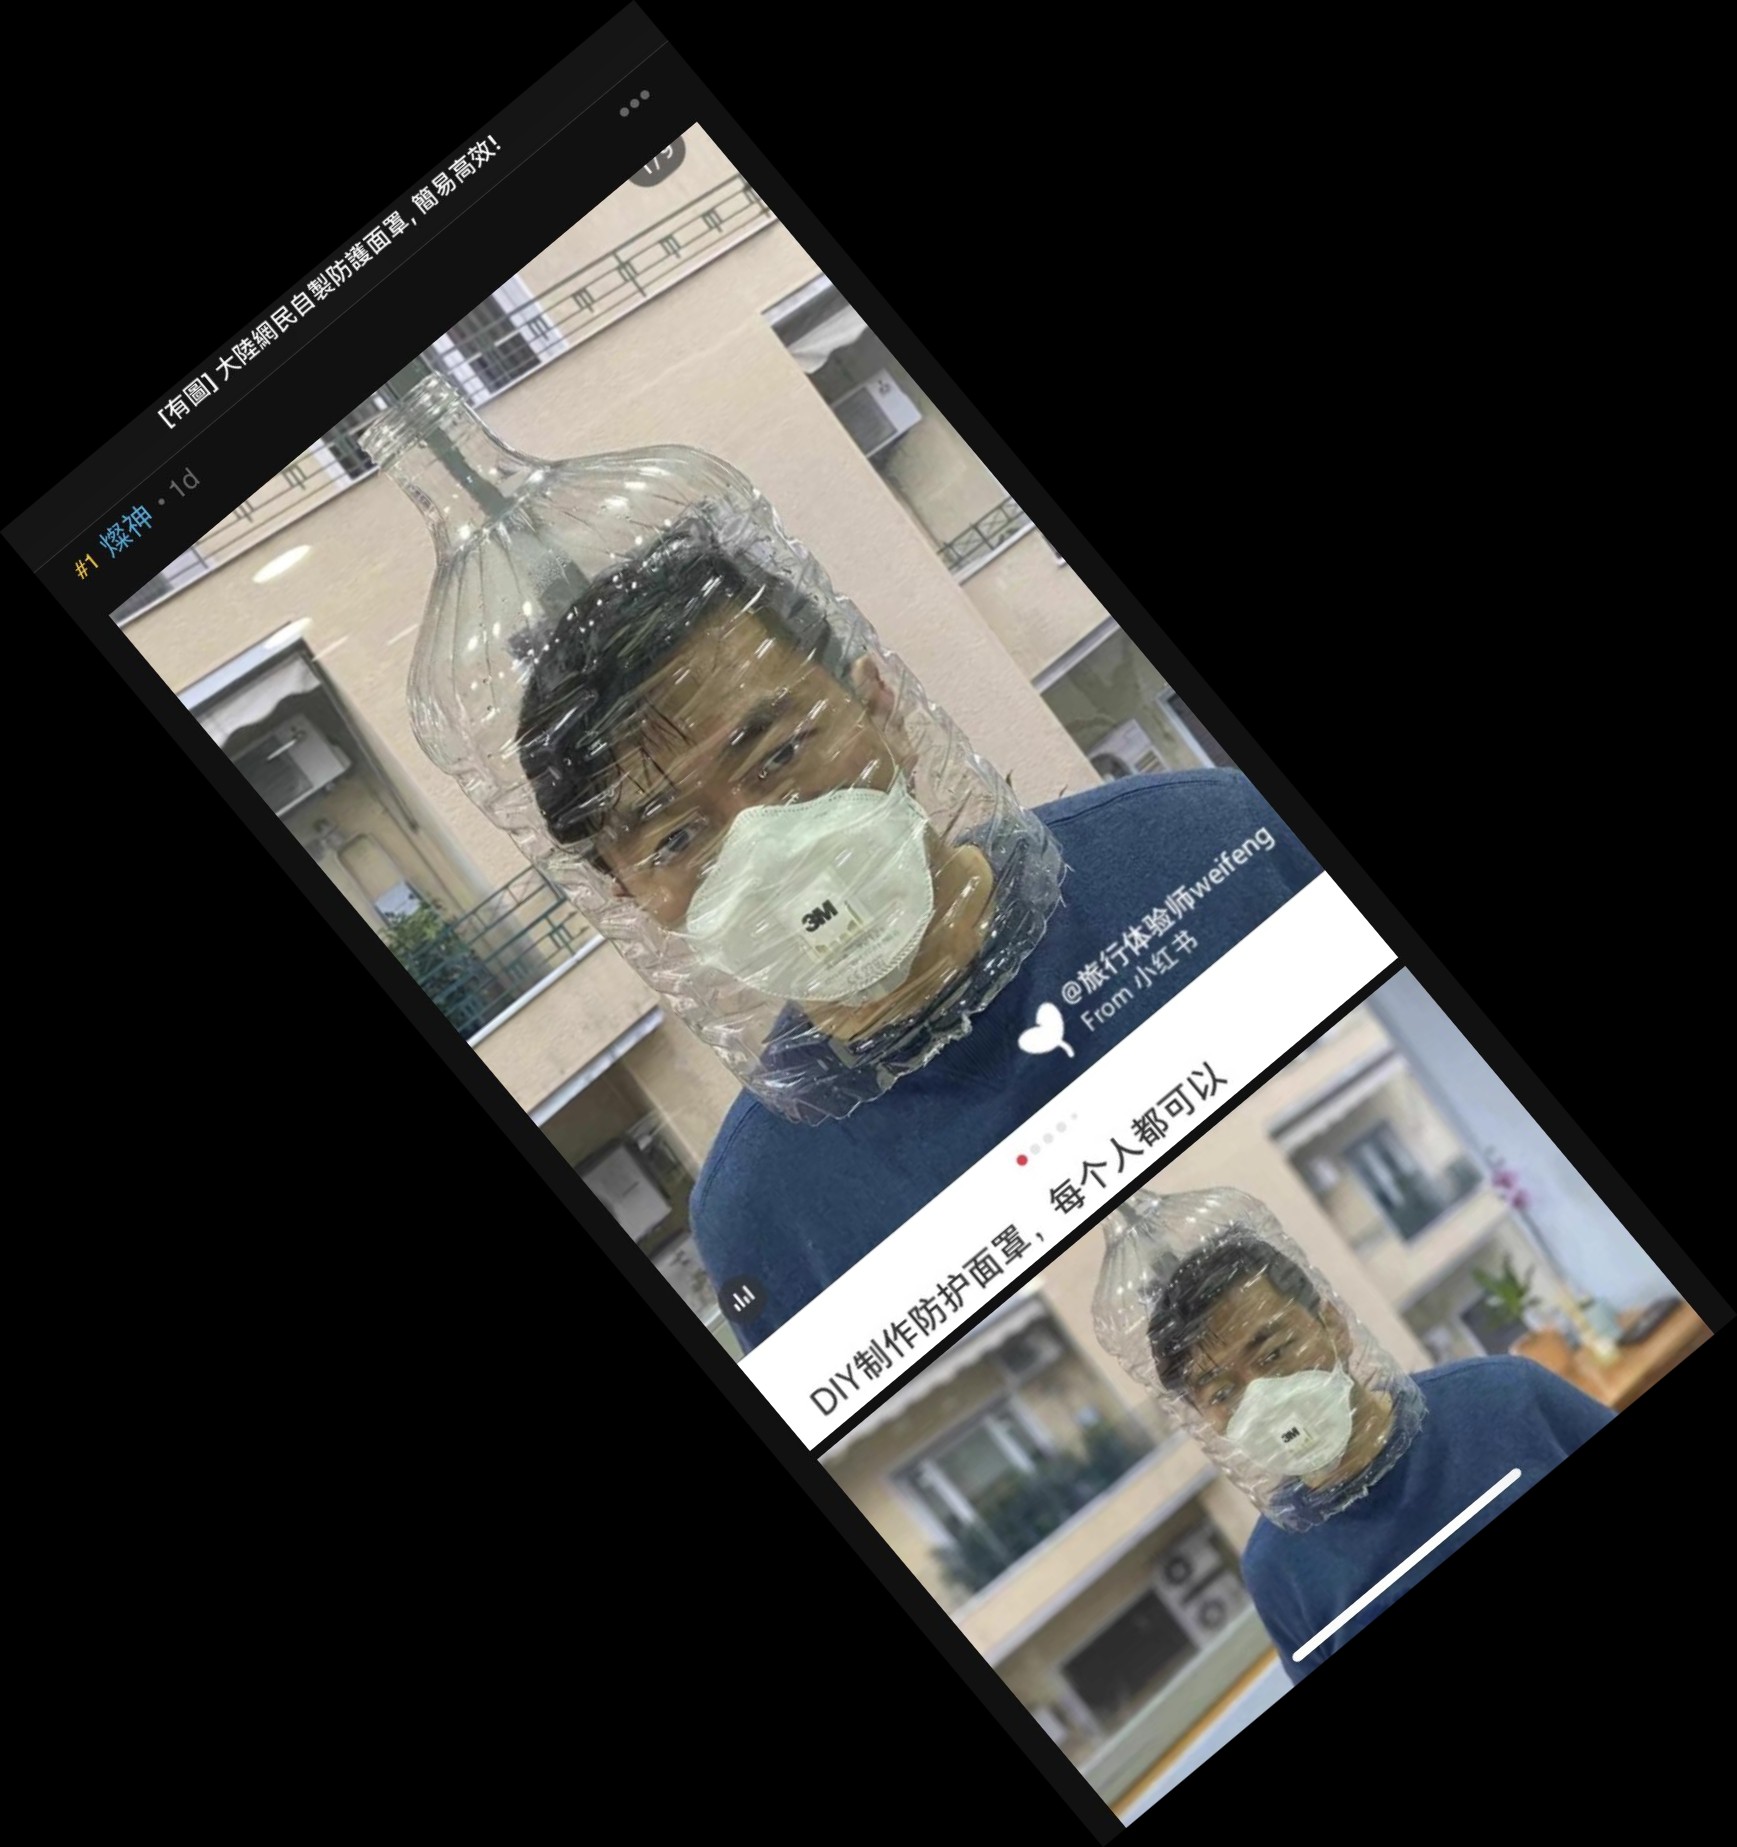 [有圖] 大陸網民自製防護面罩, 簡易高效!
#1 燦神 • 1d
1/9
3M
@旅行体验师weifeng
From 小红书
DIY制作防护面罩，每个人都可以
3M